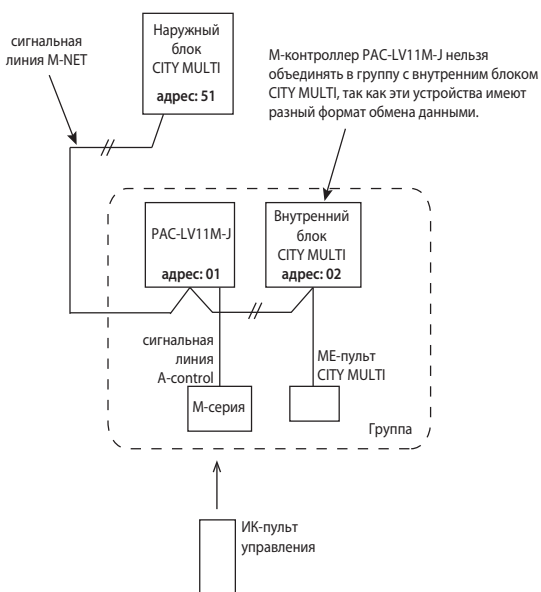 сигнальная
линия M-NET
Наружный
блок
CITY MULTI
адрес: 51
М-контроллер PAC-LV11M-J нельзя
объединять в группу с внутренним блоком
CITY MULTI, так как эти устройства имеют
разный формат обмена данными.
PAC-LV11M-J
адрес: 01
Внутренний
блок
CITY MULTI
адрес: 02
сигнальная
линия
A-control
М-серия
МЕ-пульт
CITY MULTI
Группа
ИК-пульт
управления